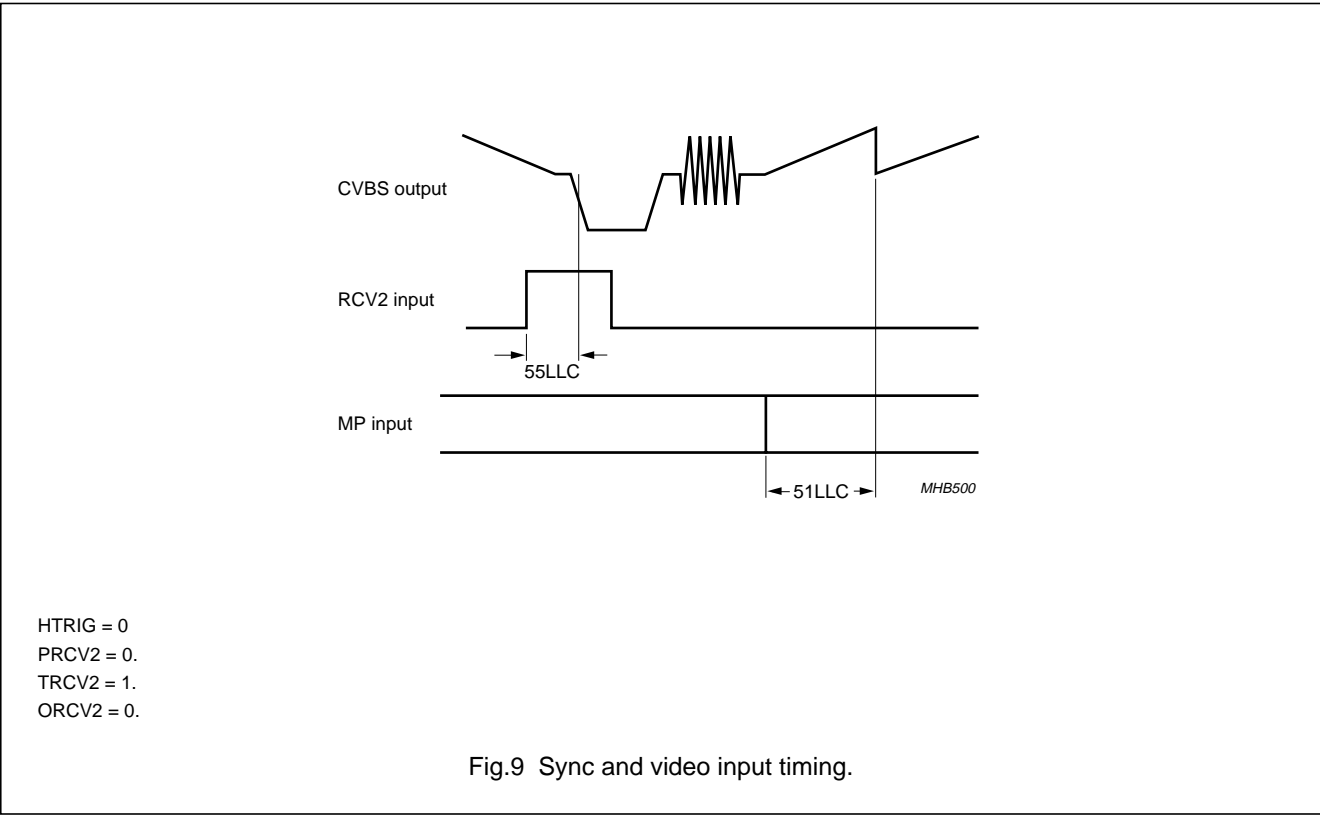 CVBS output
RCV2 input
55LLC
MP input
51LLC
MHB500
HTRIG = 0
PRCV2 = 0.
TRCV2 = 1.
ORCV2 = 0.
Fig.9 Sync and video input timing.